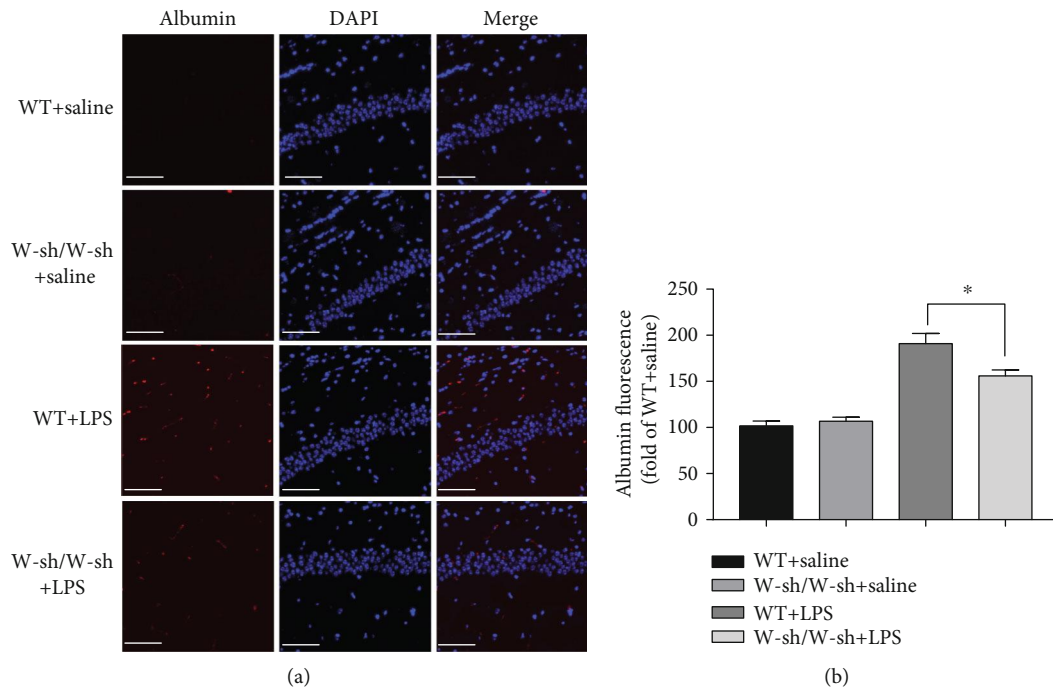 Albumin DAPI Merge
WT+saline
W-sh/W-sh
+saline
WT+LPS
W-sh/W-sh
+LPS
(a)
Albumin fluorescence
(fold of WT+saline)
250
200
150
100
50
0
*
WT+saline
W-sh/W-sh+saline
WT+LPS
W-sh/W-sh+LPS
(b)